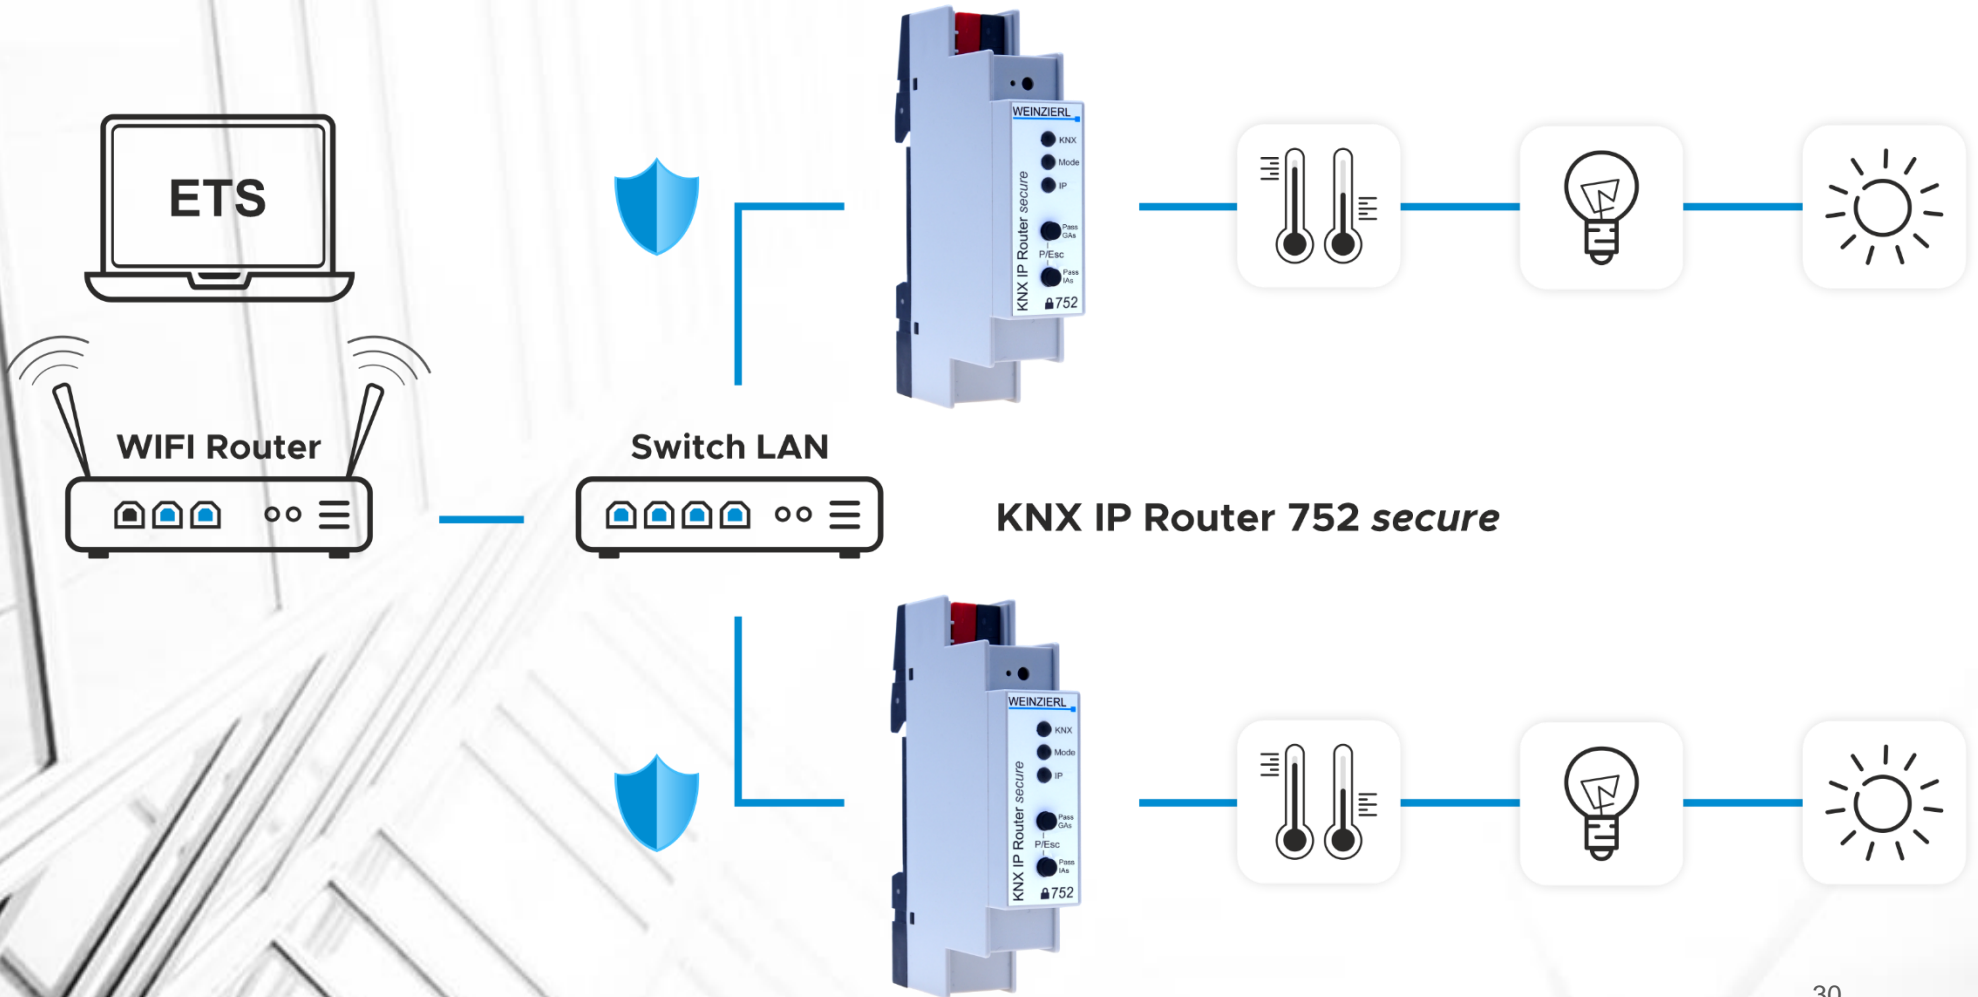 ETS
WIFI Router
Switch LAN
WEINZIERL
KNX
Mode
IP
Pass
GAs
P/Esc
Pass
IAs
KNX IP Router secure
752
KNX IP Router 752 secure
WEINZIERL
KNX
Mode
IP
Pass
GAs
P/Esc
Pass
IAs
KNX IP Router secure
752
30